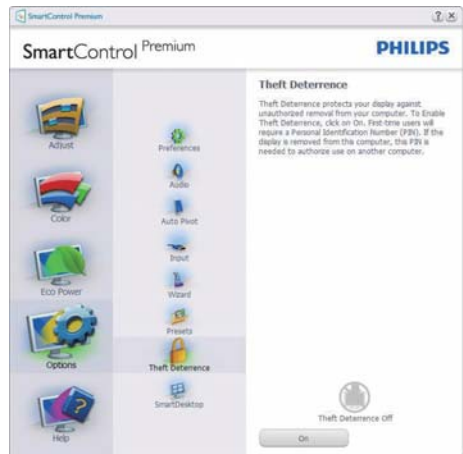 SmartControl Premium
SmartControl Premium
PHILIPS
Adjust
Color
Eco Power
Options
Help
Preferences
Audio
Auto Pivot
Input
Wizard
Presets
Theft Deterrence
SmartDesktop
Theft Deterrence
Theft Deterrence protects your display against
unauthorized removal from your computer. To Enable
Theft Deterrence, click on On. First-time users will
require a Personal Identification Number (PIN). If the
display is removed from this computer, this PIN is
needed to authorize use on another computer.
Theft Deterrence Off
On